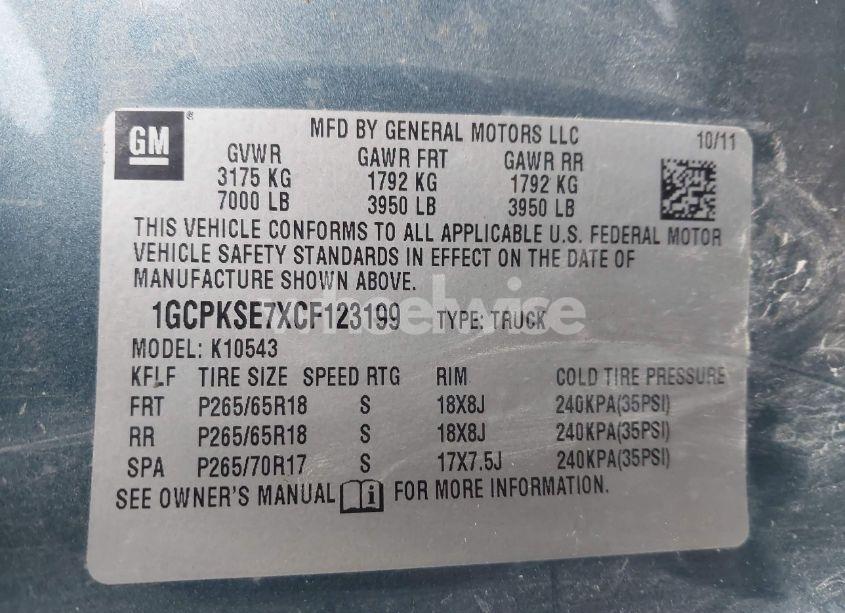 GM ®
MFD BY GENERAL MOTORS LLC
10/11
GVWR GAWR FRT GAWR RR
3175 KG 1792 KG 1792 KG
7000 LB 3950 LB 3950 LB
THIS VEHICLE CONFORMS TO ALL APPLICABLE U.S. FEDERAL MOTOR
VEHICLE SAFETY STANDARDS IN EFFECT ON THE DATE OF
MANUFACTURE SHOWN ABOVE.
wheelwise
1GCPKSE7XCF123199 TYPE: TRUCK
MODEL: K10543
KFLF TIRE SIZE SPEED RTG RIM COLD TIRE PRESSURE
FRT P265/65R18 S 18X8J 240KPA(35PSI)
RR P265/65R18 S 18X8J 240KPA(35PSI)
SPA P265/70R17 S 17X7.5J 240KPA(35PSI)
SEE OWNER'S MANUAL i FOR MORE INFORMATION.